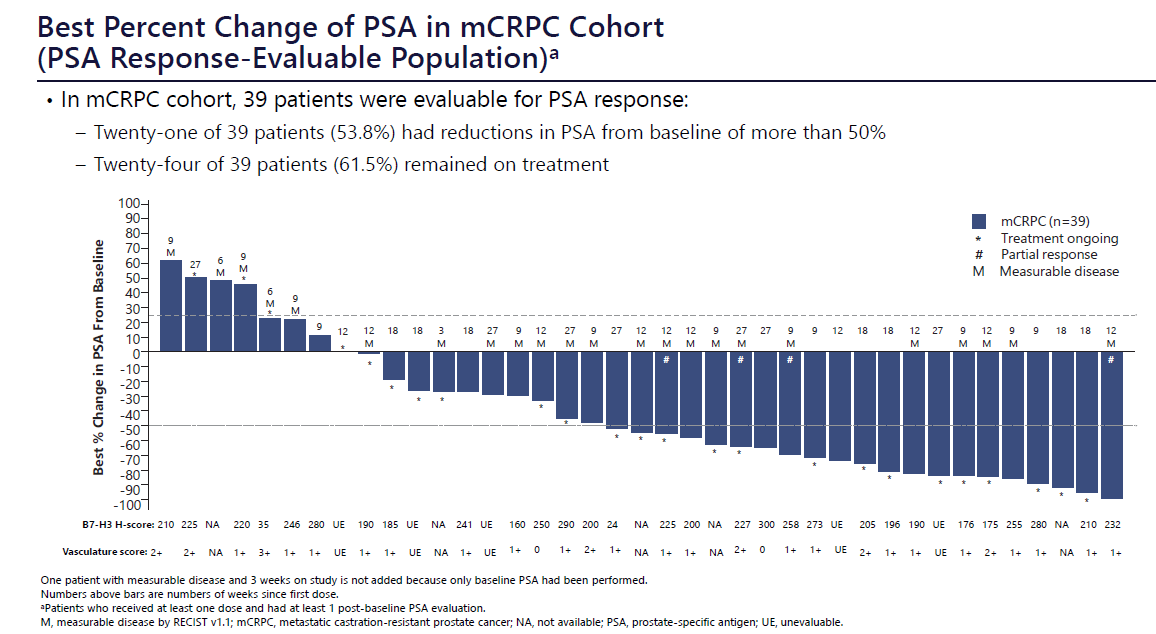 Best Percent Change of PSA in mCRPC Cohort
(PSA Response-Evaluable Population)ᵃ
• In mCRPC cohort, 39 patients were evaluable for PSA response:
– Twenty-one of 39 patients (53.8%) had reductions in PSA from baseline of more than 50%
– Twenty-four of 39 patients (61.5%) remained on treatment
Best % Change in PSA From Baseline
100
90
80
70
60
50
40
30
20
10
0
-10
-20
-30
-40
-50
-60
-70
-80
-90
-100
mCRPC (n=39)
* Treatment ongoing
# Partial response
M Measurable disease
9 27 6 9 6 9 9 12 12 18 18 3 18 27 9 12 27 9 27 12 12 12 9 27 27 9 9 12 18 18 12 27 9 12 9 9 18 18 12
M M M M M M M M M M M M M M M M M M M M M M M
* * * * * * * * * * * * * * * * * * * * * * * *
# # # #
B7-H3 H-score: 210 225 NA 220 35 246 280 UE 190 185 UE NA 241 UE 160 250 290 200 24 NA 225 200 NA 227 300 258 273 UE 205 196 190 UE 176 175 255 280 NA 210 232
Vasculature score: 2+ 2+ NA 1+ 3+ 1+ 1+ UE 1+ 1+ UE NA 1+ UE 1+ 0 1+ 2+ 1+ NA 1+ 1+ NA 2+ 0 1+ 1+ UE 2+ 1+ 1+ UE 1+ 2+ 1+ 1+ NA 1+ 1+
One patient with measurable disease and 3 weeks on study is not added because only baseline PSA had been performed.
Numbers above bars are numbers of weeks since first dose.
ᵃPatients who received at least one dose and had at least 1 post-baseline PSA evaluation.
M, measurable disease by RECIST v1.1; mCRPC, metastatic castration-resistant prostate cancer; NA, not available; PSA, prostate-specific antigen; UE, unevaluable.